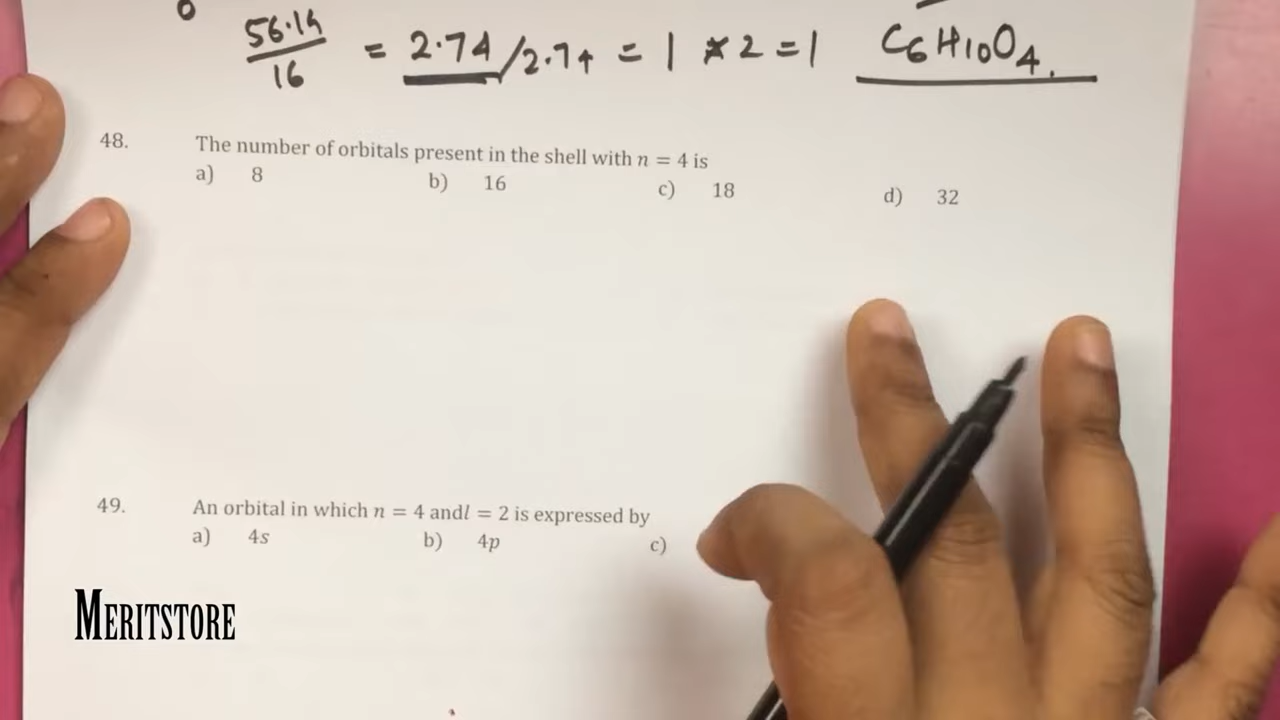 o 56.14/16 = 2.74/2.74 = 1 * 2 = 1 C6H10O4.
48. The number of orbitals present in the shell with n = 4 is
a) 8 b) 16 c) 18 d) 32
49. An orbital in which n = 4 andl = 2 is expressed by
a) 4s b) 4p c)
MERITSTORE